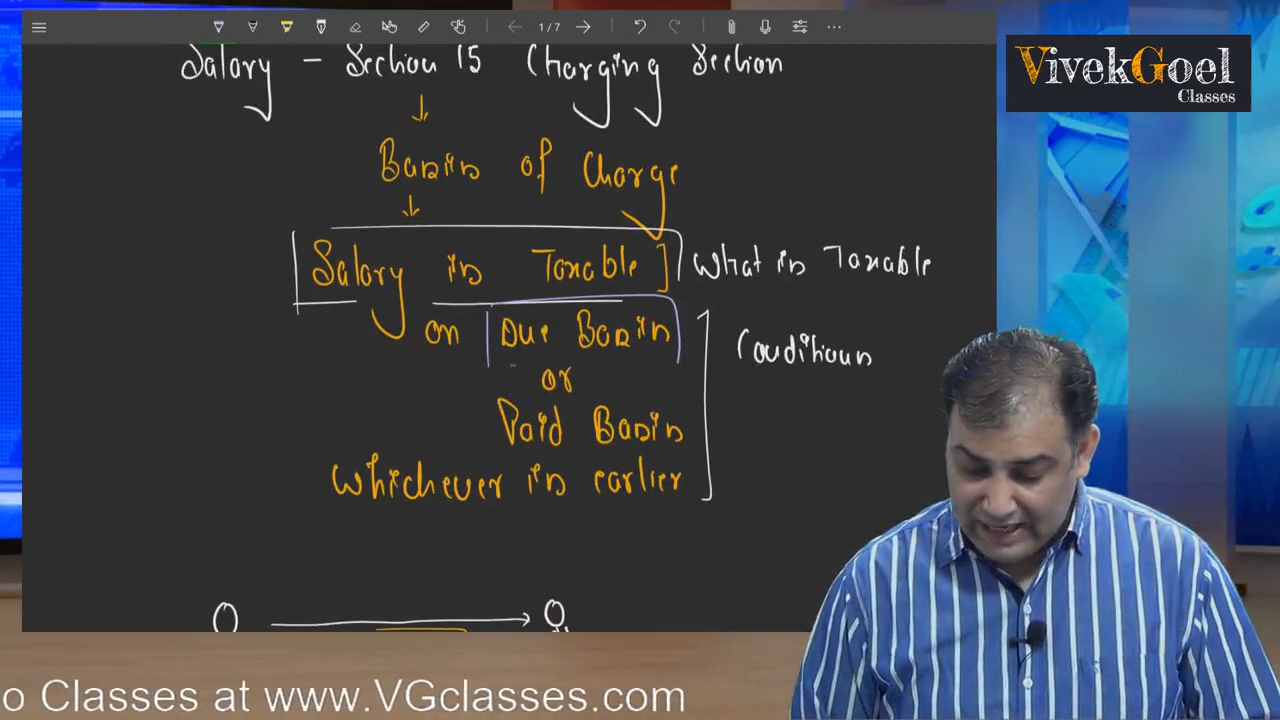 1/7
VivekGoel
Classes
Salary - Section 15 Charging Section
Basis of Charge
Salary is Taxable] What is Taxable
on Due Basis
Conditions
or
Paid Basis
Whichever is earlier
o Classes at www.VGclasses.com